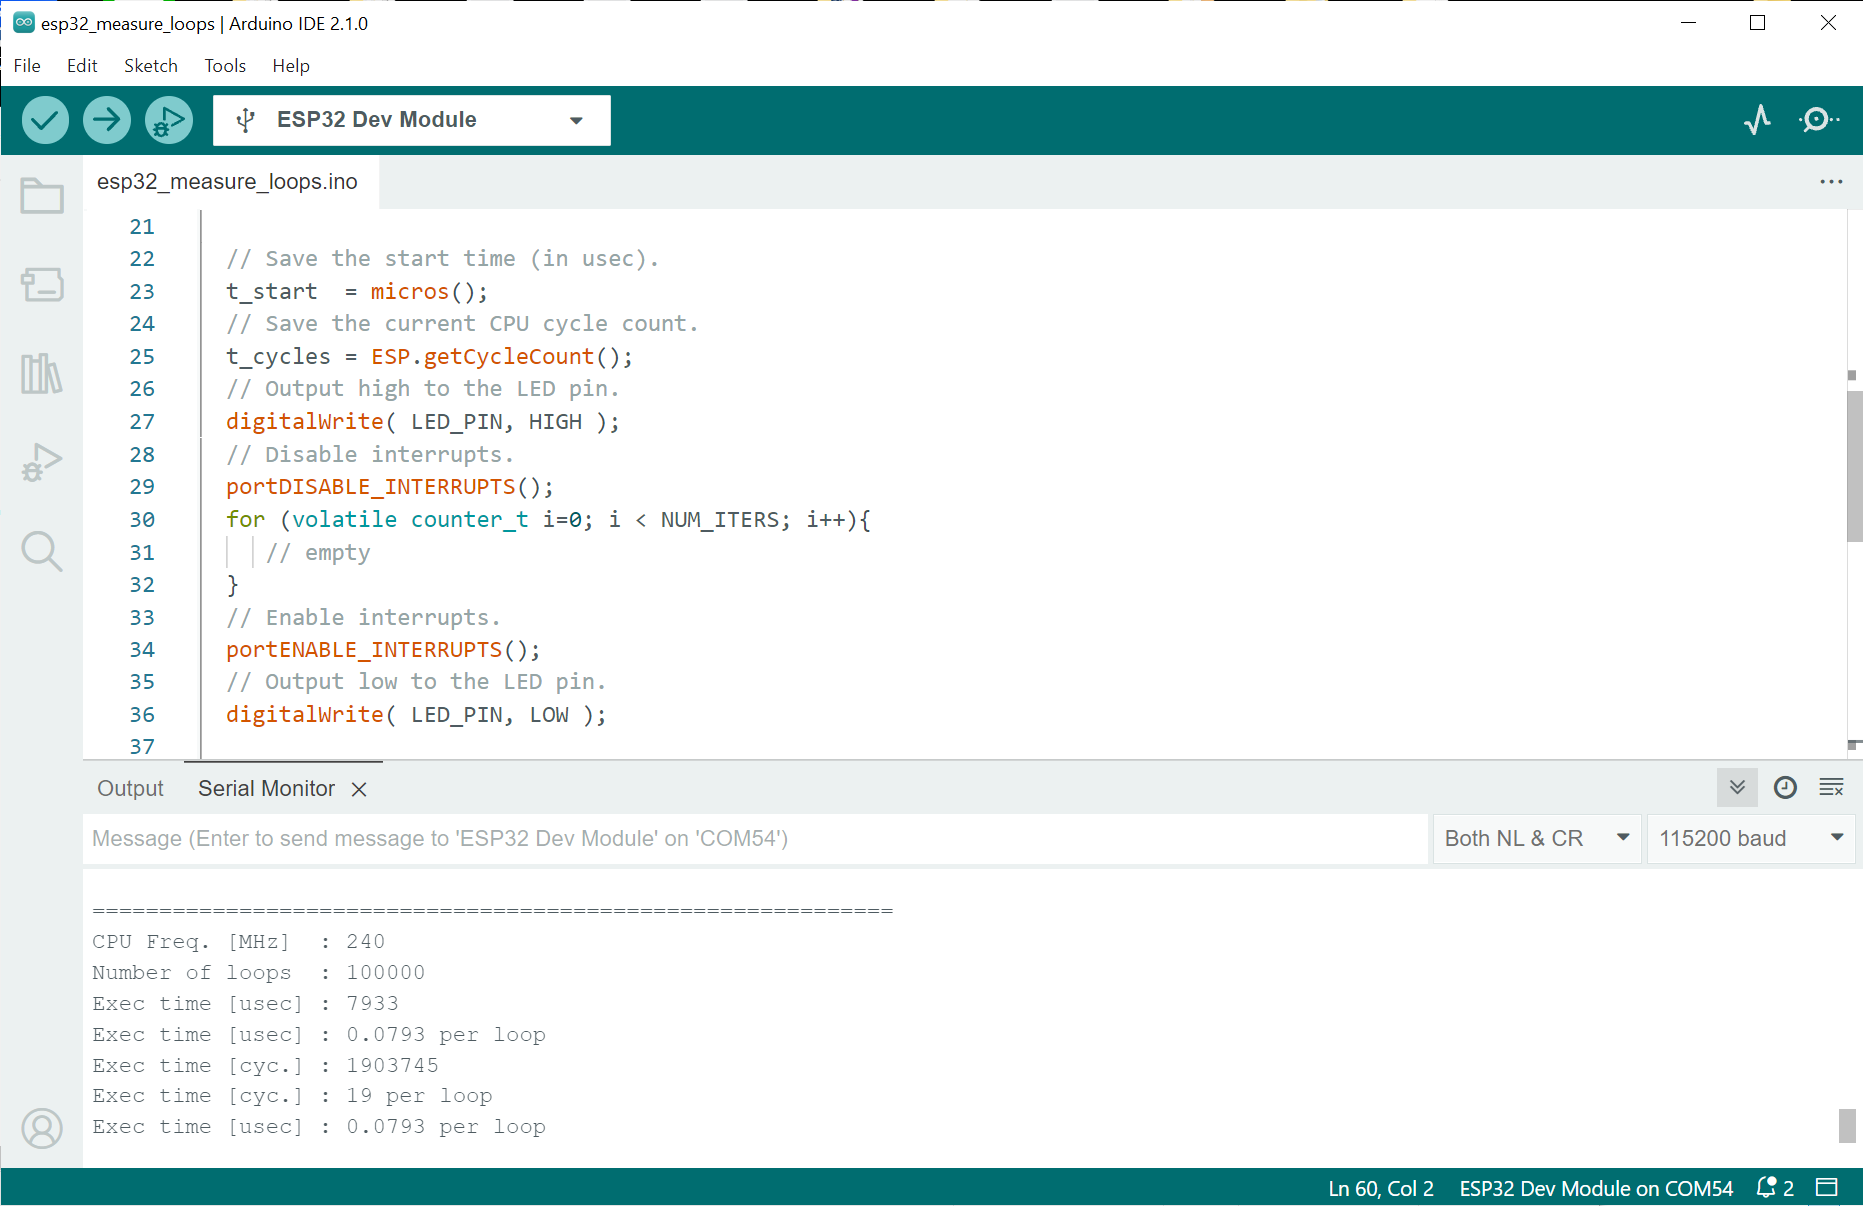 esp32_measure_loops | Arduino IDE 2.1.0
File Edit Sketch Tools Help
ESP32 Dev Module
esp32_measure_loops.ino
21
22 // Save the start time (in usec).
23 t_start  = micros();
24 // Save the current CPU cycle count.
25 t_cycles = ESP.getCycleCount();
26 // Output high to the LED pin.
27 digitalWrite( LED_PIN, HIGH );
28 // Disable interrupts.
29 portDISABLE_INTERRUPTS();
30 for (volatile counter_t i=0; i < NUM_ITERS; i++){
31 // empty
32 }
33 // Enable interrupts.
34 portENABLE_INTERRUPTS();
35 // Output low to the LED pin.
36 digitalWrite( LED_PIN, LOW );
37
Output Serial Monitor
Message (Enter to send message to 'ESP32 Dev Module' on 'COM54') Both NL & CR 115200 baud
============================================================
CPU Freq. [MHz]  : 240
Number of loops  : 100000
Exec time [usec] : 7933
Exec time [usec] : 0.0793 per loop
Exec time [cyc.] : 1903745
Exec time [cyc.] : 19 per loop
Exec time [usec] : 0.0793 per loop
Ln 60, Col 2 ESP32 Dev Module on COM54 2